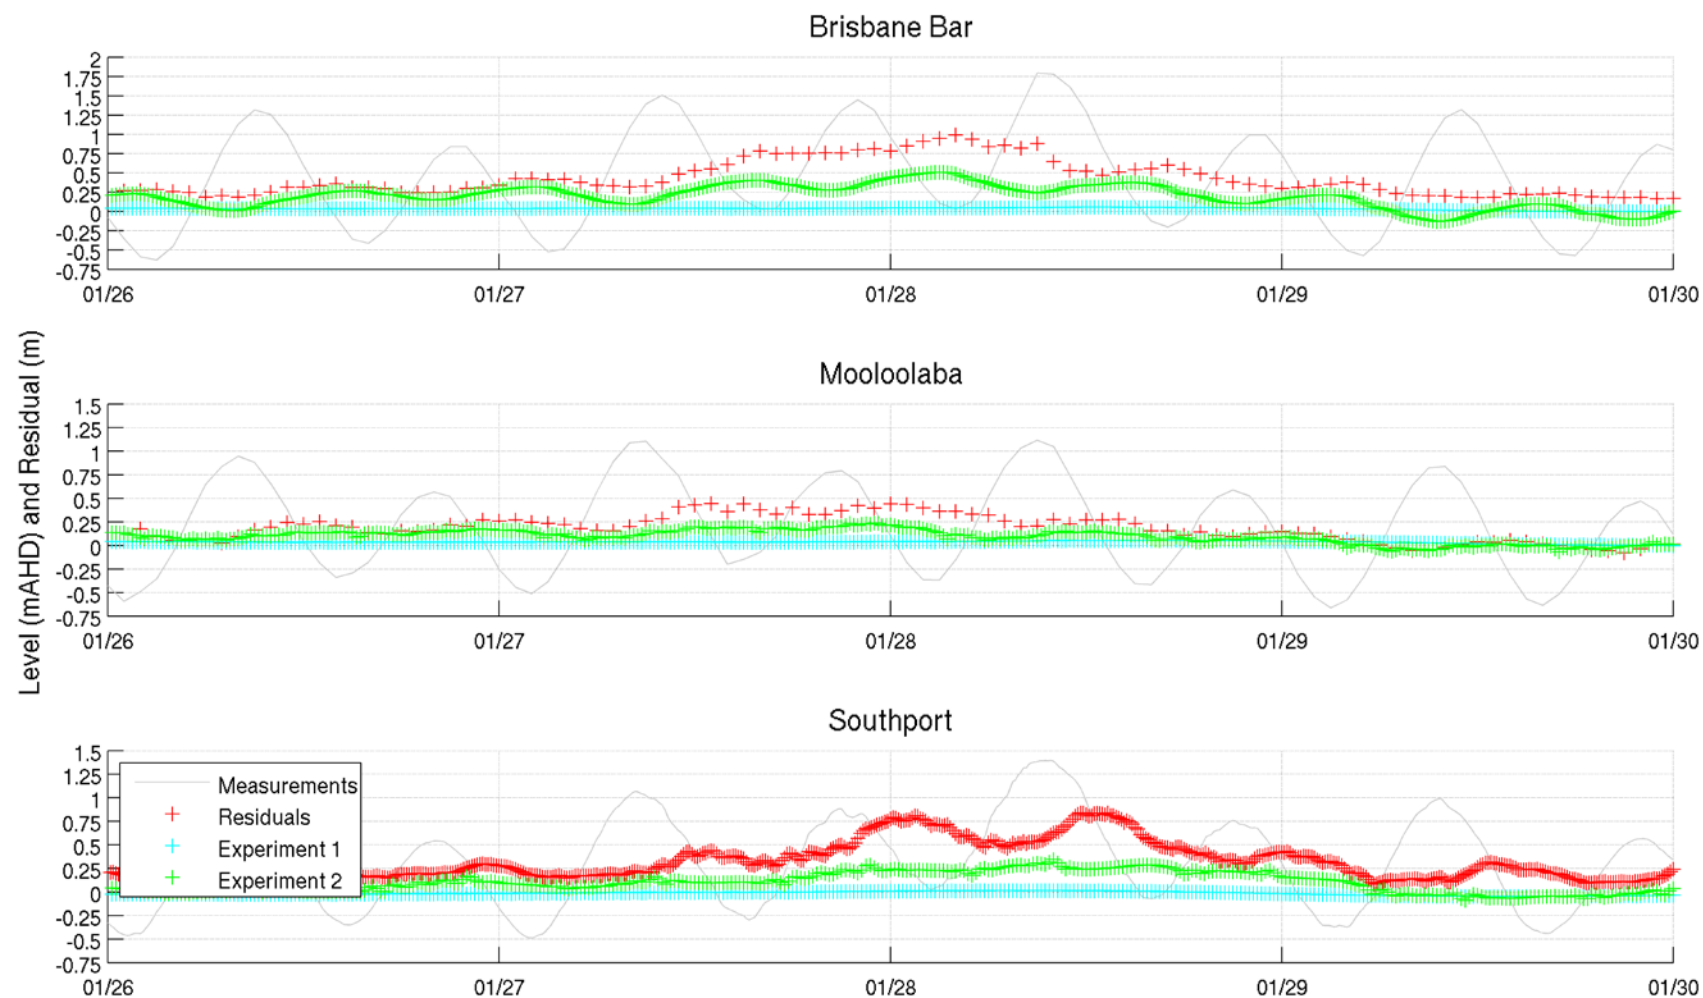 Brisbane Bar
2
1.75
1.5
1.25
1
0.75
0.5
0.25
0
-0.25
-0.5
-0.75
01/26 01/27 01/28 01/29 01/30
Level (mAHD) and Residual (m)
Mooloolaba
1.5
1.25
1
0.75
0.5
0.25
0
-0.25
-0.5
-0.75
01/26 01/27 01/28 01/29 01/30
Southport
1.5
1.25
1
0.75
0.5
0.25
0
-0.25
-0.5
-0.75
Measurements
Residuals
Experiment 1
Experiment 2
01/26 01/27 01/28 01/29 01/30